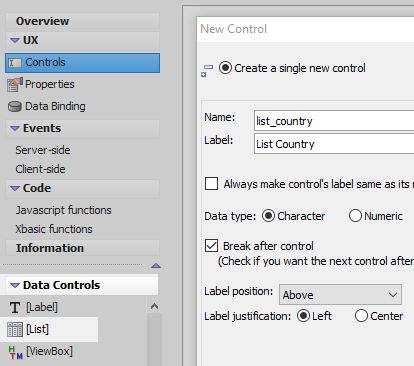 Overview
UX
Controls
Properties
Data Binding
Events
Server-side
Client-side
Code
Javascript functions
Xbasic functions
Information
Data Controls
[Label]
[List]
[ViewBox]
New Control
Create a single new control
Name: list_country
Label: List Country
Always make control's label same as its
Data type: Character Numeric
Break after control
(Check if you want the next control after
Label position: Above
Label justification: Left Center